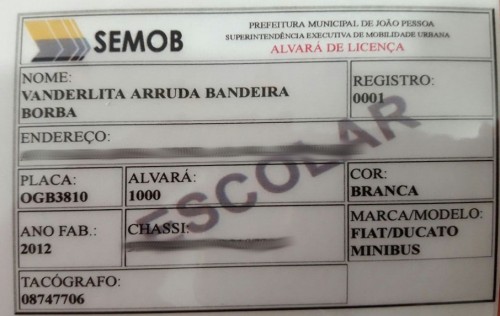 SEMOB
PREFEITURA MUNICIPAL DE JOÃO PESSOA
SUPERINTENDÊNCIA EXECUTIVA DE MOBILIDADE URBANA
ALVARÁ DE LICENÇA
NOME:
VANDERLITA ARRUDA BANDEIRA
BORBA
REGISTRO:
0001
ENDEREÇO:
PLACA:
OGB3810
ALVARÁ:
1000
COR:
BRANCA
ANO FAB.:
2012
CHASSI:
MARCA/MODELO:
FIAT/DUCATO
MINIBUS
TACÓGRAFO:
08747706
ESCOLAR